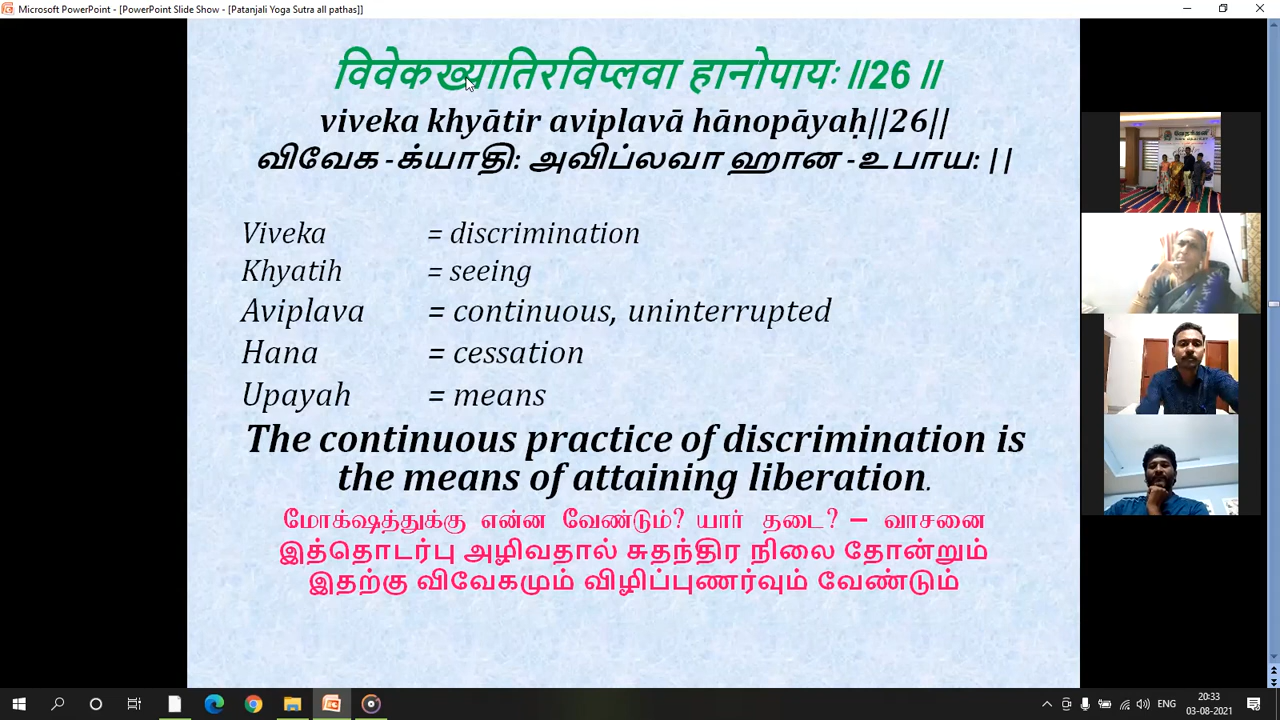 Microsoft PowerPoint - [PowerPoint Slide Show - [Patanjali Yoga Sutra all pathas]]
विवेकख्यातिरविप्लवा हानोपायः ॥26॥
viveka khyātir aviplavā hānopāyaḥ||26||
விவேக -க்யாதி: அவிப்லவா ஹான -உபாய: ||
Viveka = discrimination
Khyatih = seeing
Aviplava = continuous, uninterrupted
Hana = cessation
Upayah = means
The continuous practice of discrimination is
the means of attaining liberation.
மோக்ஷத்துக்கு என்ன வேண்டும்? யார் தடை? – வாசனை
இத்தொடர்பு அழிவதால் சுதந்திர நிலை தோன்றும்
இதற்கு விவேகமும் விழிப்புணர்வும் வேண்டும்
ENG
20:33
03-08-2021